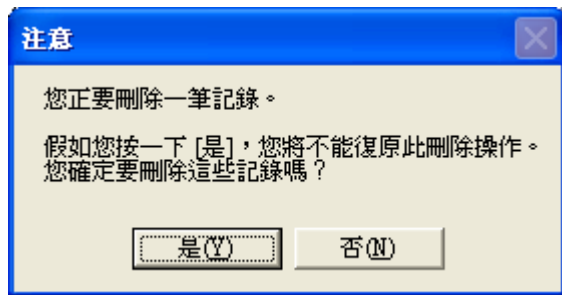 注意
您正要刪除一筆記錄。
假如您按一下 [是]，您將不能復原此刪除操作。
您確定要刪除這些記錄嗎？
是(Y) 否(N)